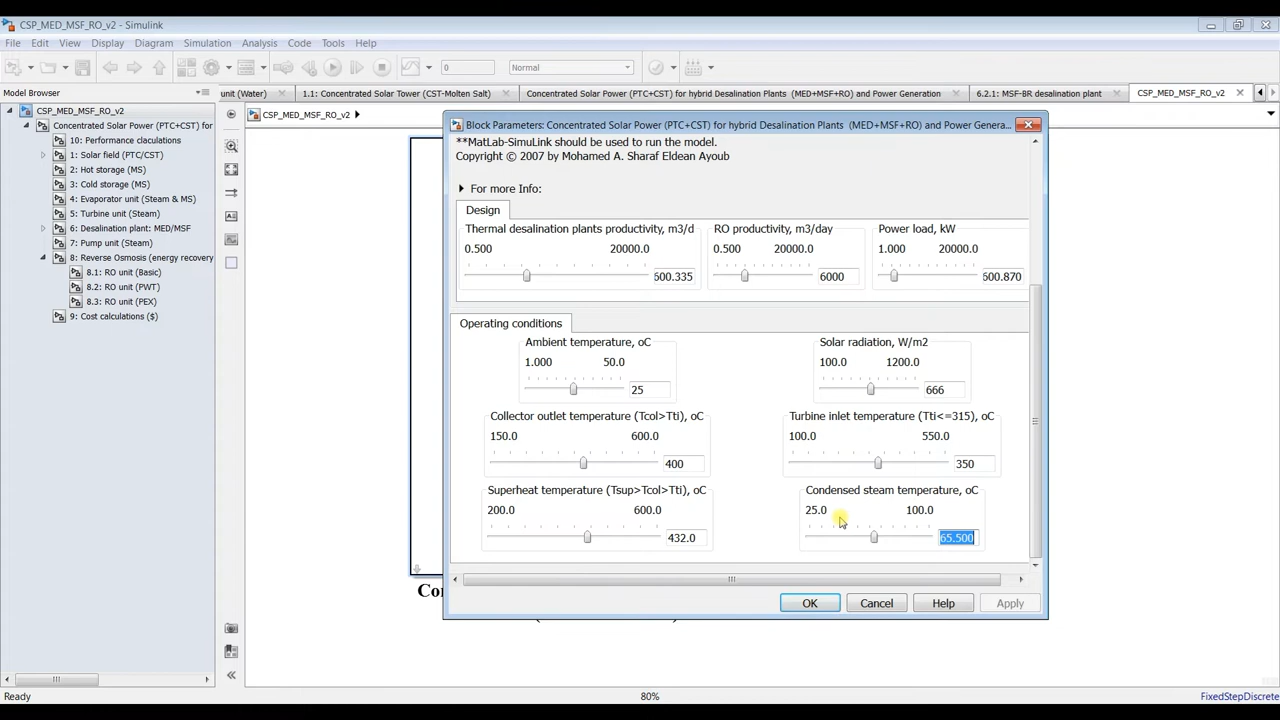 CSP_MED_MSF_RO_v2 - Simulink
File Edit View Display Diagram Simulation Analysis Code Tools Help
0 Normal
Model Browser
unit (Water) 1.1: Concentrated Solar Tower (CST-Molten Salt) Concentrated Solar Power (PTC+CST) for hybrid Desalination Plants (MED+MSF+RO) and Power Generation 6.2.1: MSF-BR desalination plant CSP_MED_MSF_RO_v2
CSP_MED_MSF_RO_v2
Concentrated Solar Power (PTC+CST) for
10: Performance claculations
1: Solar field (PTC/CST)
2: Hot storage (MS)
3: Cold storage (MS)
4: Evaporator unit (Steam & MS)
5: Turbine unit (Steam)
6: Desalination plant: MED/MSF
7: Pump unit (Steam)
8: Reverse Osmosis (energy recovery
8.1: RO unit (Basic)
8.2: RO unit (PWT)
8.3: RO unit (PEX)
9: Cost calculations ($)
CSP_MED_MSF_RO_v2
Block Parameters: Concentrated Solar Power (PTC+CST) for hybrid Desalination Plants (MED+MSF+RO) and Power Genera...
**MatLab-SimuLink should be used to run the model.
Copyright © 2007 by Mohamed A. Sharaf Eldean Ayoub
For more Info:
Design
Thermal desalination plants productivity, m3/d RO productivity, m3/day Power load, kW
0.500 20000.0 0.500 20000.0 1.000 20000.0
600.335 6000 600.870
Operating conditions
Ambient temperature, oC Solar radiation, W/m2
1.000 50.0 100.0 1200.0
25 666
Collector outlet temperature (Tcol>Tti), oC Turbine inlet temperature (Tti<=315), oC
150.0 600.0 100.0 550.0
400 350
Superheat temperature (Tsup>Tcol>Tti), oC Condensed steam temperature, oC
200.0 600.0 25.0 100.0
432.0 65.500
OK Cancel Help Apply
Ready 80% FixedStepDiscrete